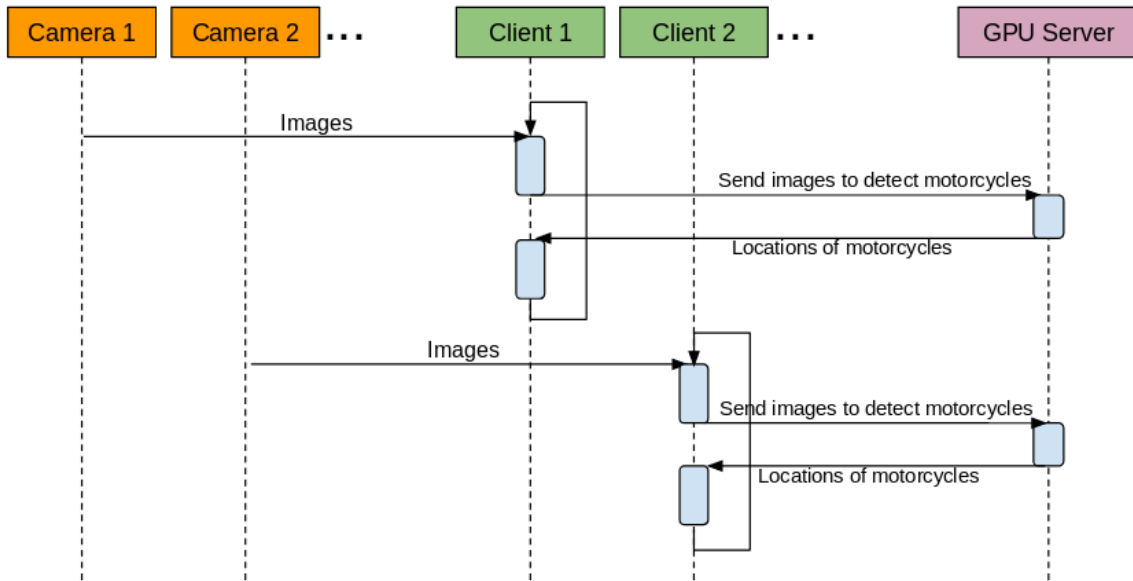 Camera 1
Camera 2
...
Client 1
Client 2
...
GPU Server
Images
Send images to detect motorcycles
Locations of motorcycles
Images
Send images to detect motorcycles
Locations of motorcycles